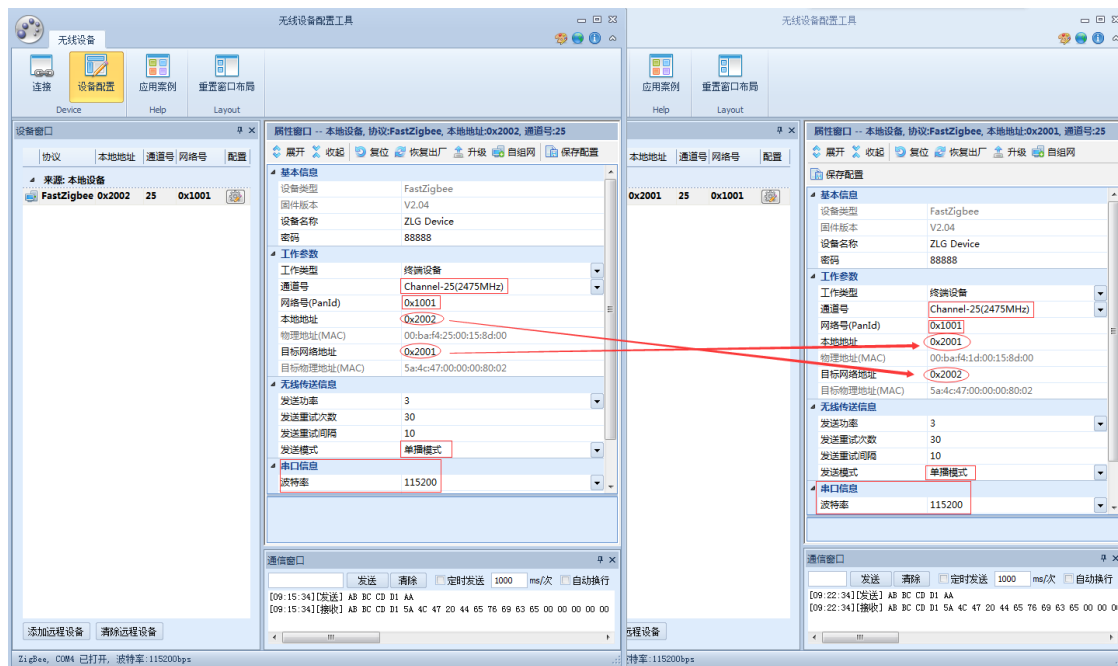 无线设备配置工具
无线设备
连接
设备配置
应用案例
重置窗口布局
Device
Help
Layout
设备窗口
协议 本地地址 通道号 网络号 配置
来源: 本地设备
FastZigbee 0x2002 25 0x1001
添加远程设备 清除远程设备
ZigBee, COM4 已打开, 波特率:115200bps
属性窗口 -- 本地设备, 协议:FastZigbee, 本地地址:0x2002, 通道号:25
展开 收起 复位 恢复出厂 升级 自组网 保存配置
基本信息
设备类型 FastZigbee
固件版本 V2.04
设备名称 ZLG Device
密码 88888
工作参数
工作类型 终端设备
通道号 Channel-25(2475MHz)
网络号(PanId) 0x1001
本地地址 0x2002
物理地址(MAC) 00:ba:f4:25:00:15:8d:00
目标网络地址 0x2001
目标物理地址(MAC) 5a:4c:47:00:00:00:80:02
无线传送信息
发送功率 3
发送重试次数 30
发送重试间隔 10
发送模式 单播模式
串口信息
波特率 115200
通信窗口
发送 清除 定时发送 1000 ms/次 自动换行
[09:15:34][发送] AB BC CD D1 AA
[09:15:34][接收] AB BC CD D1 5A 4C 47 20 44 65 76 69 63 65 00 00 00 00 00
无线设备配置工具
应用案例
重置窗口布局
Help
Layout
本地地址 通道号 网络号 配置
0x2001 25 0x1001
程设备
特率:115200bps
属性窗口 -- 本地设备, 协议:FastZigbee, 本地地址:0x2001, 通道号:25
展开 收起 复位 恢复出厂 升级 自组网
保存配置
基本信息
设备类型 FastZigbee
固件版本 V2.04
设备名称 ZLG Device
密码 88888
工作参数
工作类型 终端设备
通道号 Channel-25(2475MHz)
网络号(PanId) 0x1001
本地地址 0x2001
物理地址(MAC) 00:ba:f4:1d:00:15:8d:00
目标网络地址 0x2002
目标物理地址(MAC) 5a:4c:47:00:00:00:80:02
无线传送信息
发送功率 3
发送重试次数 30
发送重试间隔 10
发送模式 单播模式
串口信息
波特率 115200
通信窗口
发送 清除 定时发送 1000 ms/次 自动换行
[09:22:34][发送] AB BC CD D1 AA
[09:22:34][接收] AB BC CD D1 5A 4C 47 20 44 65 76 69 63 65 00 00 0